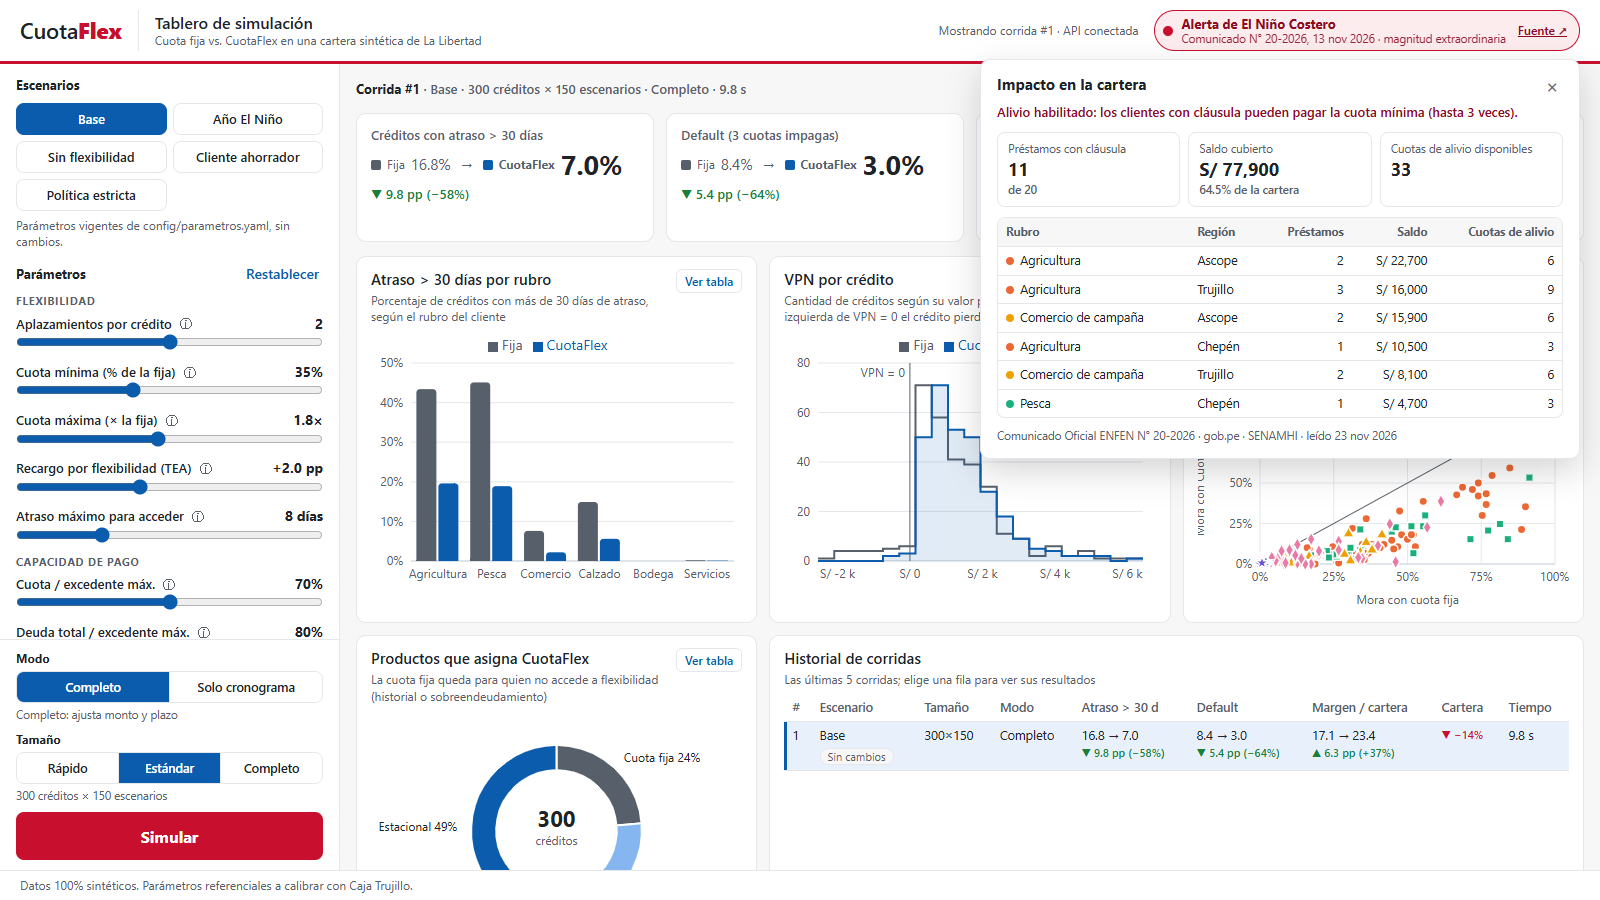 CuotaFlex
Tablero de simulación
Cuota fija vs. CuotaFlex en una cartera sintética de La Libertad
Mostrando corrida #1 · API conectada
Alerta de El Niño Costero
Comunicado N° 20-2026, 13 nov 2026 · magnitud extraordinaria
Fuente ↗
Escenarios
Base
Año El Niño
Sin flexibilidad
Cliente ahorrador
Política estricta
Parámetros vigentes de config/parametros.yaml, sin
cambios.
Parámetros
Restablecer
FLEXIBILIDAD
Aplazamientos por crédito ⓘ 2
Cuota mínima (% de la fija) ⓘ 35%
Cuota máxima (× la fija) ⓘ 1.8×
Recargo por flexibilidad (TEA) ⓘ +2.0 pp
Atraso máximo para acceder ⓘ 8 días
CAPACIDAD DE PAGO
Cuota / excedente máx. ⓘ 70%
Deuda total / excedente máx. ⓘ 80%
Modo
Completo
Solo cronograma
Completo: ajusta monto y plazo
Tamaño
Rápido
Estándar
Completo
300 créditos × 150 escenarios
Simular
Corrida #1 · Base · 300 créditos × 150 escenarios · Completo · 9.8 s
Créditos con atraso > 30 días
Fija 16.8% → CuotaFlex 7.0%
▼ 9.8 pp (−58%)
Default (3 cuotas impagas)
Fija 8.4% → CuotaFlex 3.0%
▼ 5.4 pp (−64%)
Impacto en la cartera
×
Alivio habilitado: los clientes con cláusula pueden pagar la cuota mínima (hasta 3 veces).
Préstamos con cláusula
11
de 20
Saldo cubierto
S/ 77,900
64.5% de la cartera
Cuotas de alivio disponibles
33
Rubro Región Préstamos Saldo Cuotas de alivio
Agricultura Ascope 2 S/ 22,700 6
Agricultura Trujillo 3 S/ 16,000 9
Comercio de campaña Ascope 2 S/ 15,900 6
Agricultura Chepén 1 S/ 10,500 3
Comercio de campaña Trujillo 2 S/ 8,100 6
Pesca Chepén 1 S/ 4,700 3
Comunicado Oficial ENFEN N° 20-2026 · gob.pe · SENAMHI · leído 23 nov 2026
Atraso > 30 días por rubro
Ver tabla
Porcentaje de créditos con más de 30 días de atraso,
según el rubro del cliente
Fija CuotaFlex
50%
40%
30%
20%
10%
0%
Agricultura Pesca Comercio Calzado Bodega Servicios
VPN por crédito
Cantidad de créditos según su valor
izquierda de VPN = 0 el crédito
Fija
VPN = 0
80
60
40
20
0
S/ -2 k S/ 0 S/ 2 k S/ 4 k S/ 6 k
Mora con
50%
25%
0%
0% 25% 50% 75% 100%
Mora con cuota fija
Productos que asigna CuotaFlex
Ver tabla
La cuota fija queda para quien no accede a flexibilidad
(historial o sobreendeudamiento)
Cuota fija 24%
Estacional 49%
300
créditos
Historial de corridas
Las últimas 5 corridas; elige una fila para ver sus resultados
# Escenario Tamaño Modo Atraso > 30 d Default Margen / cartera Cartera Tiempo
1 Base 300×150 Completo 16.8 → 7.0 8.4 → 3.0 17.1 → 23.4 ▼ −14% 9.8 s
Sin cambios ▼ 9.8 pp (−58%) ▼ 5.4 pp (−64%) ▲ 6.3 pp (+37%)
Datos 100% sintéticos. Parámetros referenciales a calibrar con Caja Trujillo.